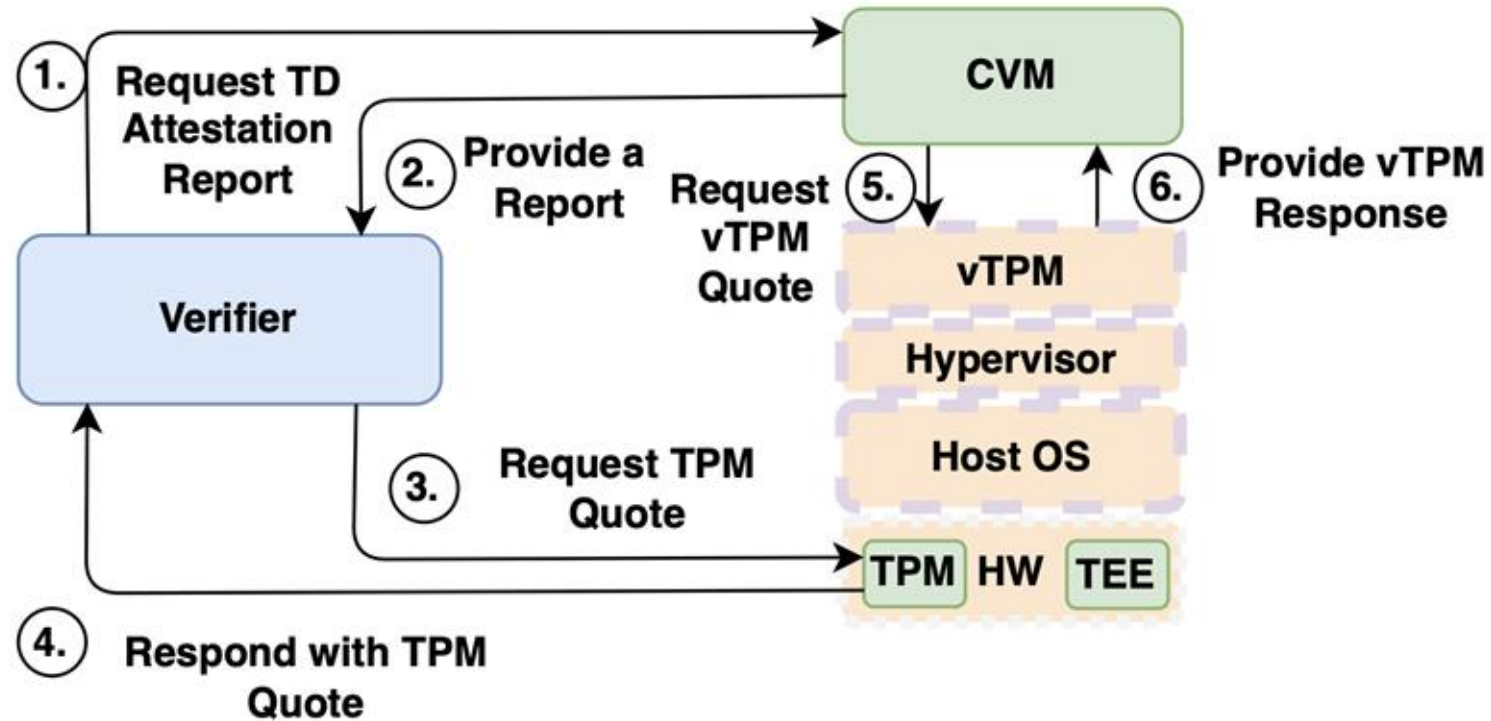 1.
Request TD
Attestation
Report
2.
Provide a
Report
CVM
Request
vTPM
Quote
5.
6.
Provide vTPM
Response
vTPM
Verifier
Hypervisor
Host OS
3.
Request TPM
Quote
TPM HW TEE
4.
Respond with TPM
Quote